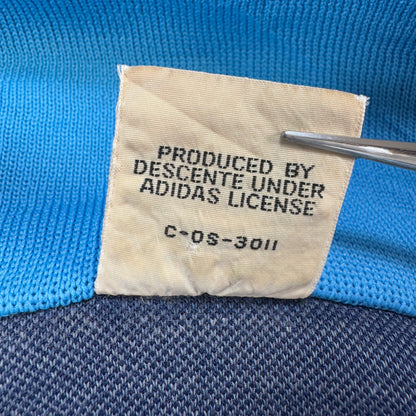 PRODUCED BY
DESCENTE UNDER
ADIDAS LICENSE
C-OS-3011